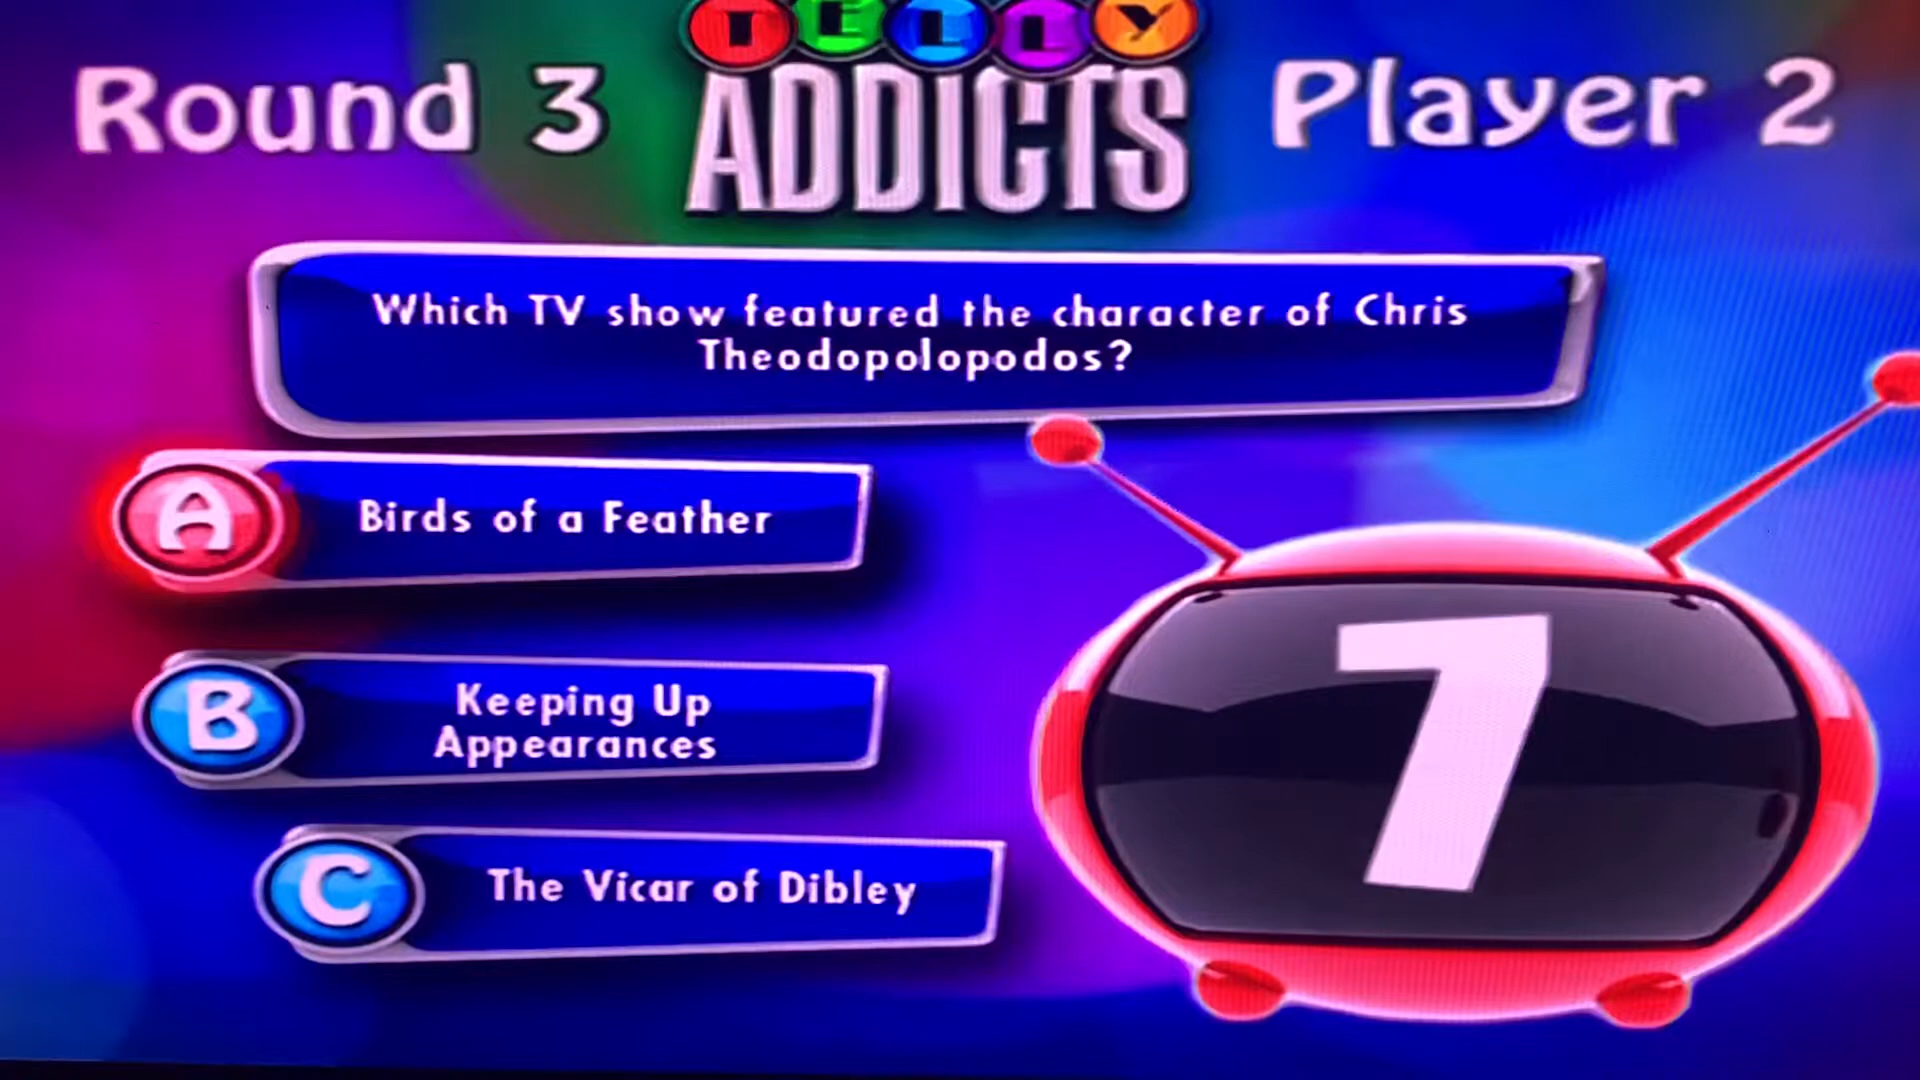 TELLY
Round 3
ADDICTS
Player 2
Which TV show featured the character of Chris
Theodopolopodos?
A
Birds of a Feather
B
Keeping Up
Appearances
C
The Vicar of Dibley
7